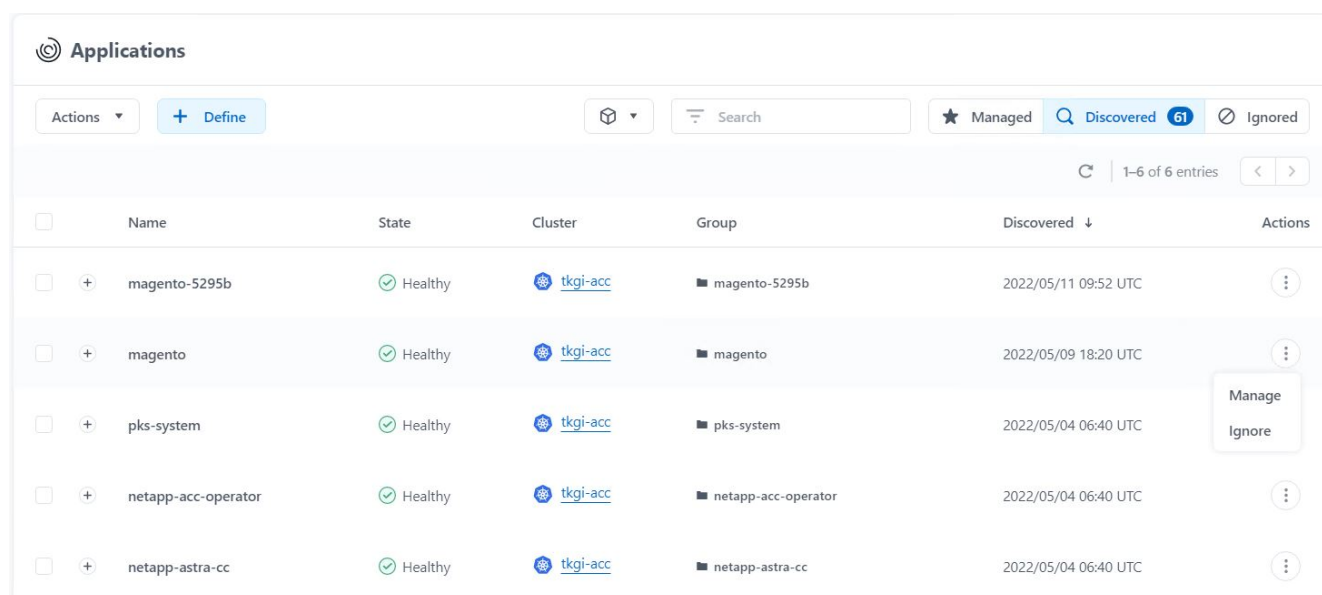 Applications
Actions + Define Search Managed Discovered 61 Ignored
1–6 of 6 entries
Name State Cluster Group Discovered ↓ Actions
magento-5295b Healthy tkgi-acc magento-5295b 2022/05/11 09:52 UTC
magento Healthy tkgi-acc magento 2022/05/09 18:20 UTC
Manage
pks-system Healthy tkgi-acc pks-system 2022/05/04 06:40 UTC
Ignore
netapp-acc-operator Healthy tkgi-acc netapp-acc-operator 2022/05/04 06:40 UTC
netapp-astra-cc Healthy tkgi-acc netapp-astra-cc 2022/05/04 06:40 UTC